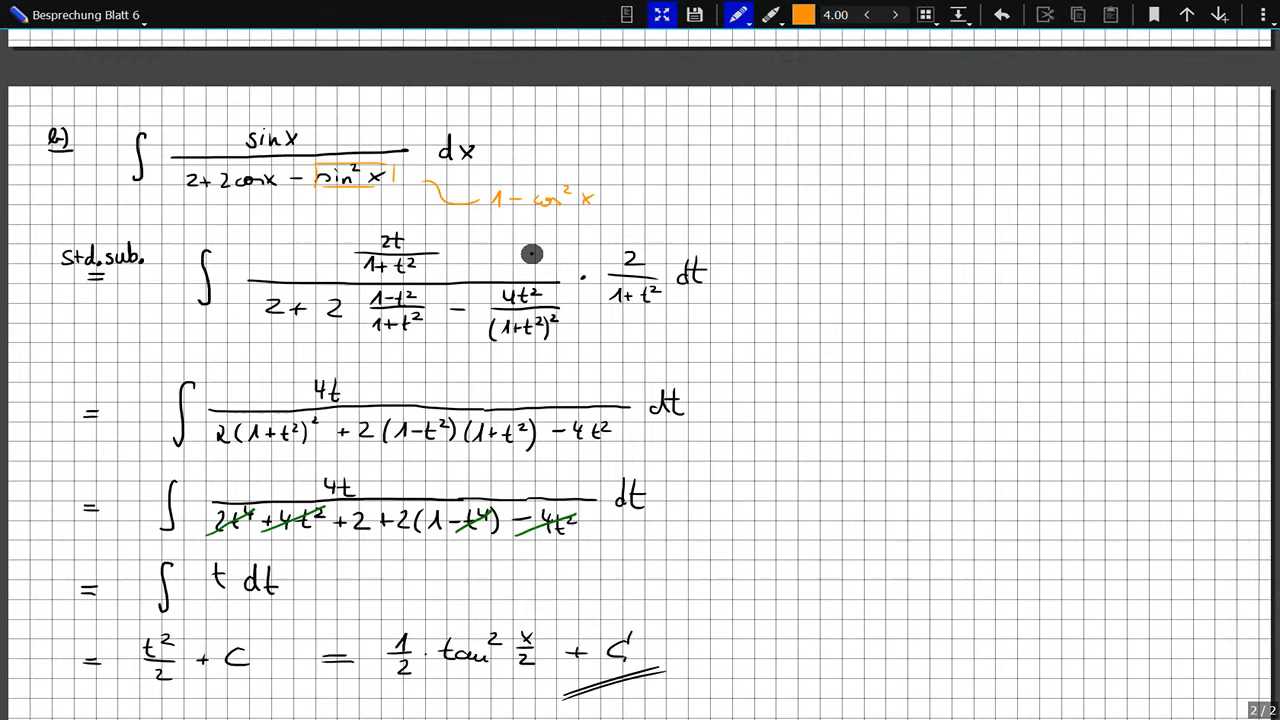 Besprechung Blatt 6
4.00
b) ∫ sin x / (2 + 2cos x − sin² x) dx
1 − cos² x
Std. sub. = ∫ (2t / (1+t²)) / (2 + 2 (1−t²)/(1+t²) − 4t²/(1+t²)²) · 2/(1+t²) dt
= ∫ 4t / (2(1+t²)² + 2(1−t²)(1+t²) − 4t²) dt
= ∫ 4t / (2t⁴ + 4t² + 2 + 2(1−t⁴) − 4t²) dt
= ∫ t dt
= t²/2 + C = 1/2 · tan² x/2 + C
2 / 2